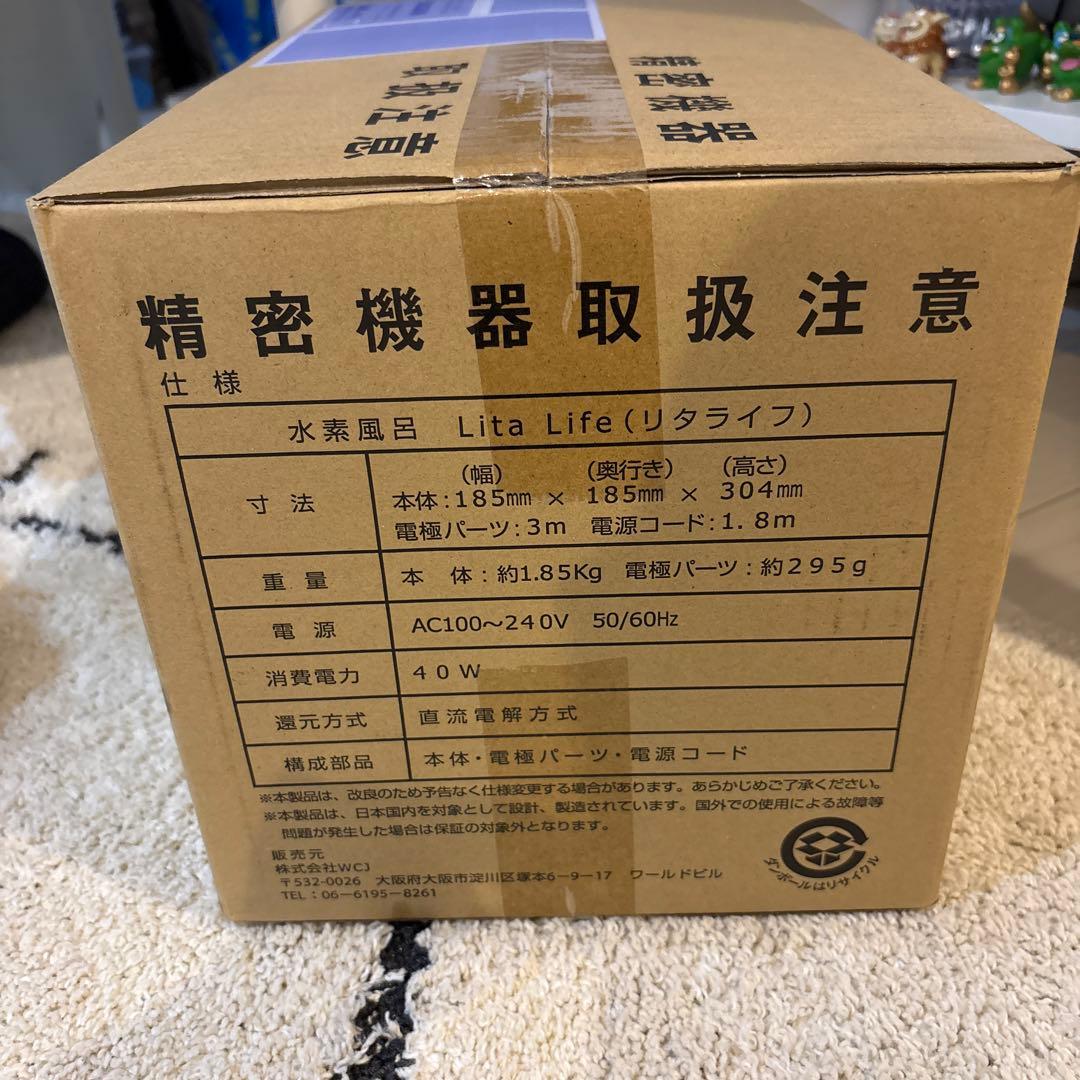 取扱注意
精密機器
精密機器取扱注意
仕様
水素風呂 Lita Life(リタライフ)
寸法 (幅) (奥行き) (高さ)
本体:185㎜ × 185㎜ × 304㎜
電極パーツ:3m 電源コード:1.8m
重量 本体:約1.85Kg 電極パーツ:約295g
電源 AC100〜240V 50/60Hz
消費電力 40W
還元方式 直流電解方式
構成部品 本体・電極パーツ・電源コード
※本製品は、改良のため予告なく仕様変更する場合があります。あらかじめご了承ください。
※本製品は、日本国内を対象として設計、製造されています。国外での使用による故障等
問題が発生した場合は保証の対象外となります。
販売元
株式会社WCJ
〒532-0026 大阪府大阪市淀川区塚本6-9-17 ワールドビル
TEL:06-6195-8261
ダンボールはリサイクル